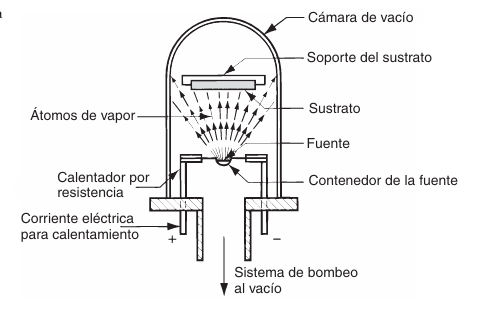 Cámara de vacío
Soporte del sustrato
Sustrato
Átomos de vapor
Fuente
Calentador por
resistencia
Contenedor de la fuente
Corriente eléctrica
para calentamiento
+
–
Sistema de bombeo
al vacío